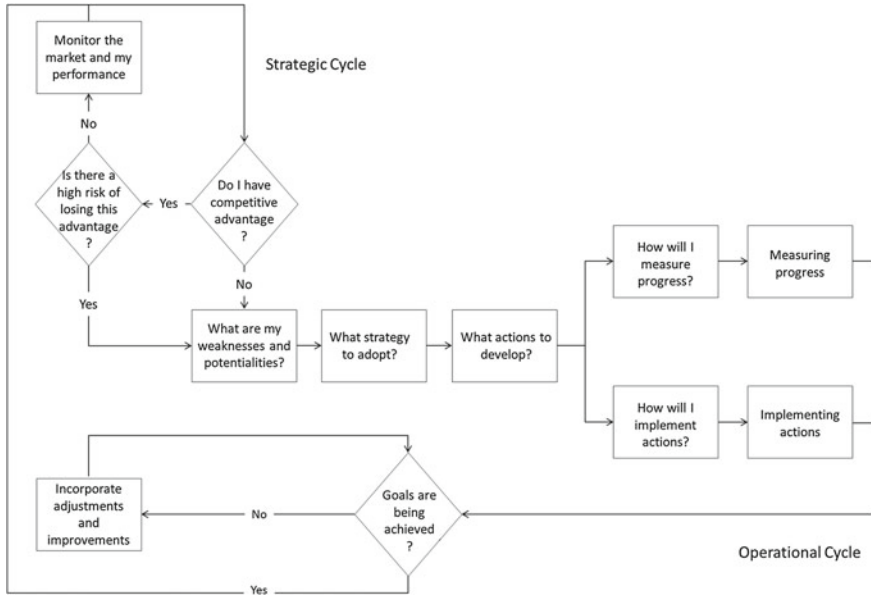 Monitor the
market and my
performance
Strategic Cycle
No
Is there a
high risk of
losing this
advantage
?
Yes
Do I have
competitive
advantage
?
Yes
No
What are my
weaknesses and
potentialities?
What strategy
to adopt?
What actions to
develop?
How will I
measure
progress?
Measuring
progress
How will I
implement
actions?
Implementing
actions
Incorporate
adjustments
and
improvements
No
Goals are
being
achieved
?
Operational Cycle
Yes